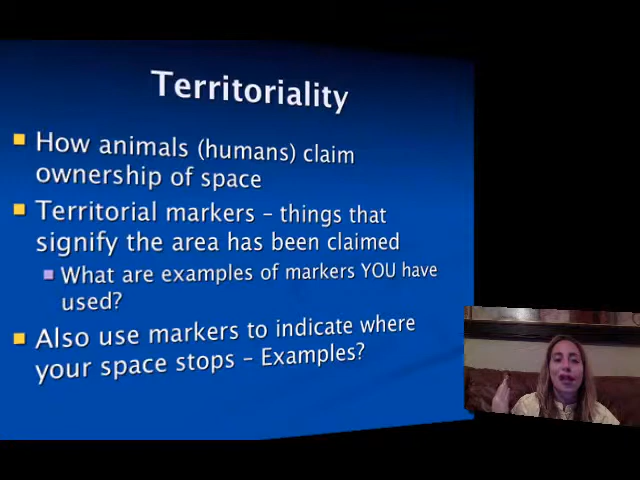 Territoriality
How animals (humans) claim
ownership of space
Territorial markers – things that
signify the area has been claimed
What are examples of markers YOU have
used?
Also use markers to indicate where
your space stops – Examples?